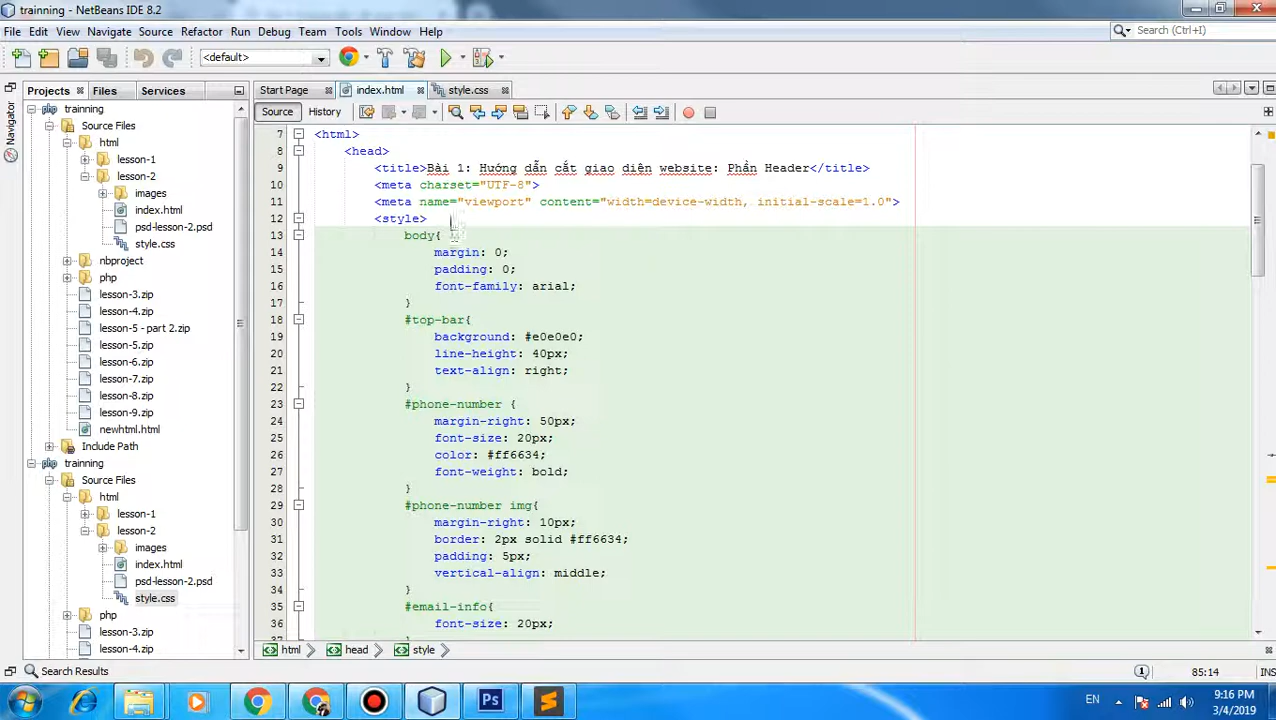 trainning - NetBeans IDE 8.2
File Edit View Navigate Source Refactor Run Debug Team Tools Window Help
Search (Ctrl+I)
<default>
Projects Files Services
Start Page index.html style.css
Source History
Navigator
trainning
Source Files
html
lesson-1
lesson-2
images
index.html
psd-lesson-2.psd
style.css
nbproject
php
lesson-3.zip
lesson-4.zip
lesson-5 - part 2.zip
lesson-5.zip
lesson-6.zip
lesson-7.zip
lesson-8.zip
lesson-9.zip
newhtml.html
Include Path
trainning
Source Files
html
lesson-1
lesson-2
images
index.html
psd-lesson-2.psd
style.css
php
lesson-3.zip
lesson-4.zip
7 <html>
8 <head>
9 <title>Bài 1: Hướng dẫn cắt giao diện website: Phần Header</title>
10 <meta charset="UTF-8">
11 <meta name="viewport" content="width=device-width, initial-scale=1.0">
12 <style>
13 body{
14 margin: 0;
15 padding: 0;
16 font-family: arial;
17 }
18 #top-bar{
19 background: #e0e0e0;
20 line-height: 40px;
21 text-align: right;
22 }
23 #phone-number {
24 margin-right: 50px;
25 font-size: 20px;
26 color: #ff6634;
27 font-weight: bold;
28 }
29 #phone-number img{
30 margin-right: 10px;
31 border: 2px solid #ff6634;
32 padding: 5px;
33 vertical-align: middle;
34 }
35 #email-info{
36 font-size: 20px;
37 }
html head style
Search Results
1
85:14
INS
Ps
EN
9:16 PM
3/4/2019